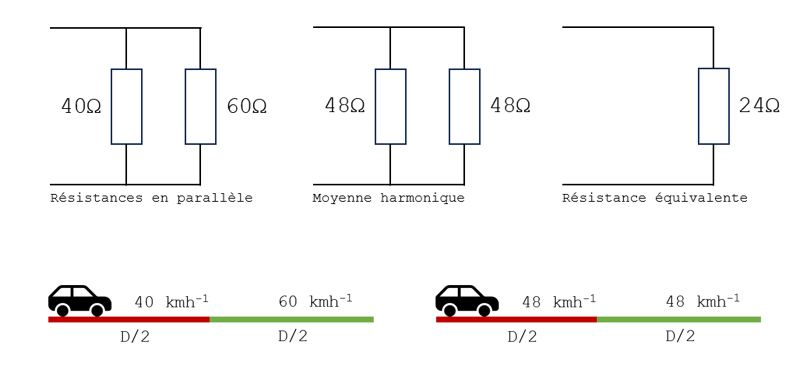 40Ω 60Ω 48Ω 48Ω 24Ω
Résistances en parallèle Moyenne harmonique Résistance équivalente
40 kmh⁻¹ 60 kmh⁻¹ 48 kmh⁻¹ 48 kmh⁻¹
D/2 D/2 D/2 D/2